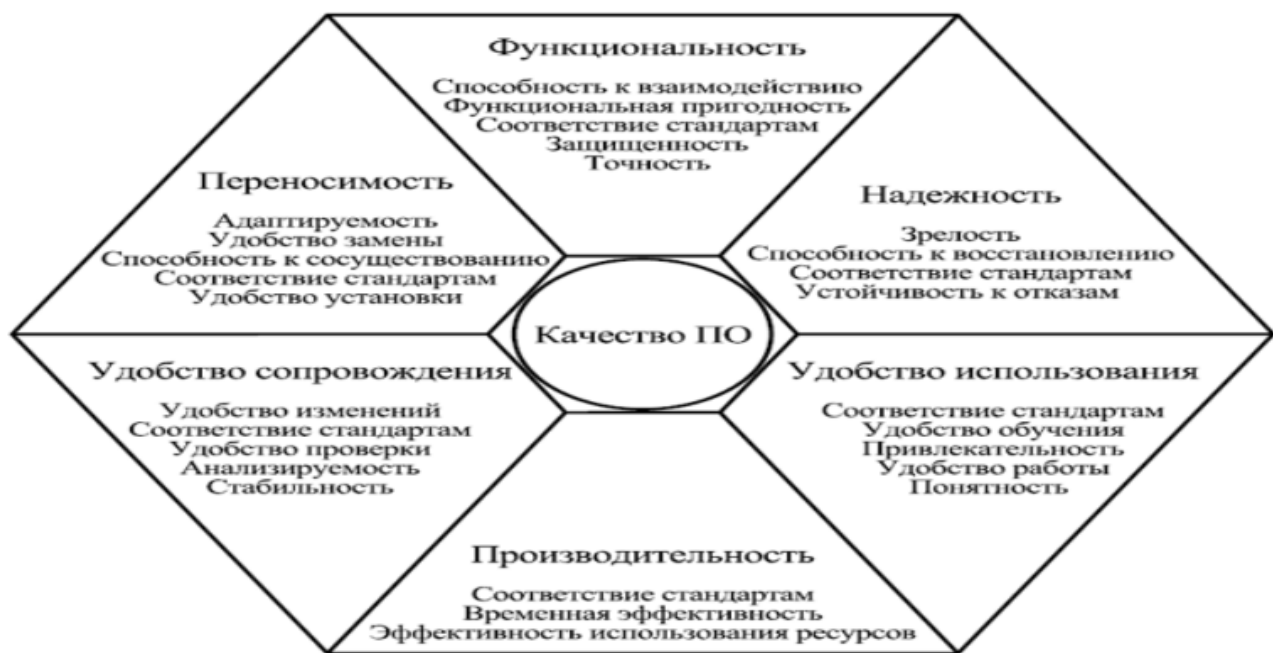 Функциональность
Способность к взаимодействию
Функциональная пригодность
Соответствие стандартам
Защищенность
Точность
Переносимость
Адаптируемость
Удобство замены
Способность к сосуществованию
Соответствие стандартам
Удобство установки
Надежность
Зрелость
Способность к восстановлению
Соответствие стандартам
Устойчивость к отказам
Качество ПО
Удобство сопровождения
Удобство изменений
Соответствие стандартам
Удобство проверки
Анализируемость
Стабильность
Удобство использования
Соответствие стандартам
Удобство обучения
Привлекательность
Удобство работы
Понятность
Производительность
Соответствие стандартам
Временная эффективность
Эффективность использования ресурсов